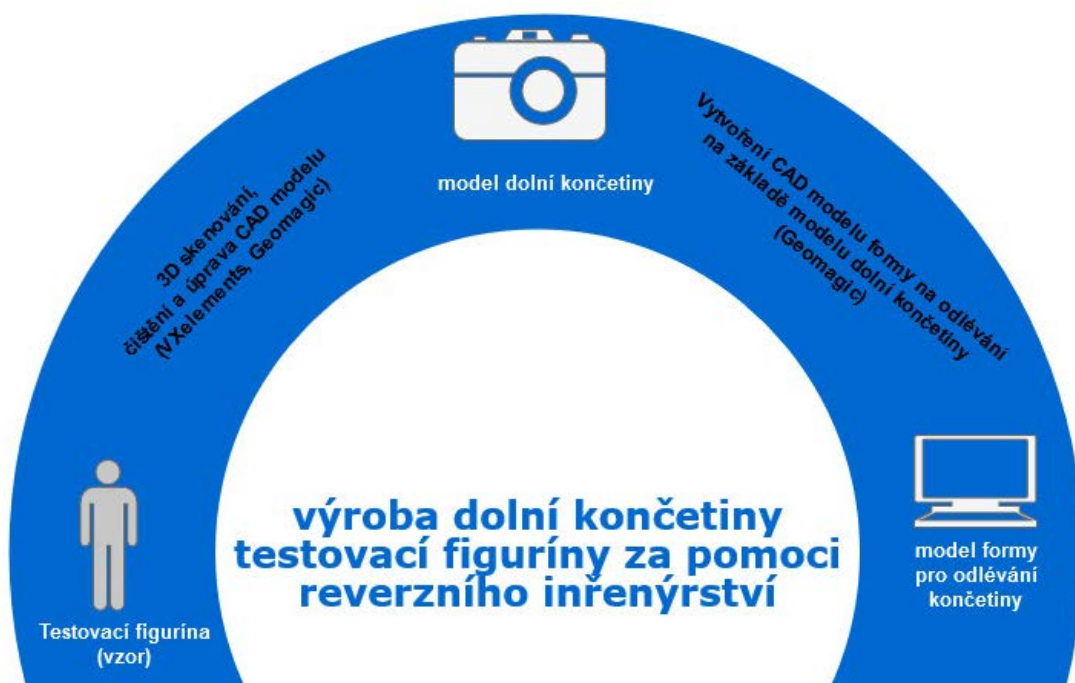 model dolní končetiny
3D skenování,
čištění a úprava CAD modelu
(VXelements, Geomagic)
Vytvoření CAD modelu formy na odlévání
na základě modelu dolní končetiny
(Geomagic)
výroba dolní končetiny
testovací figuríny za pomoci
reverzního inřenýrství
Testovací figurína
(vzor)
model formy
pro odlévání
končetiny